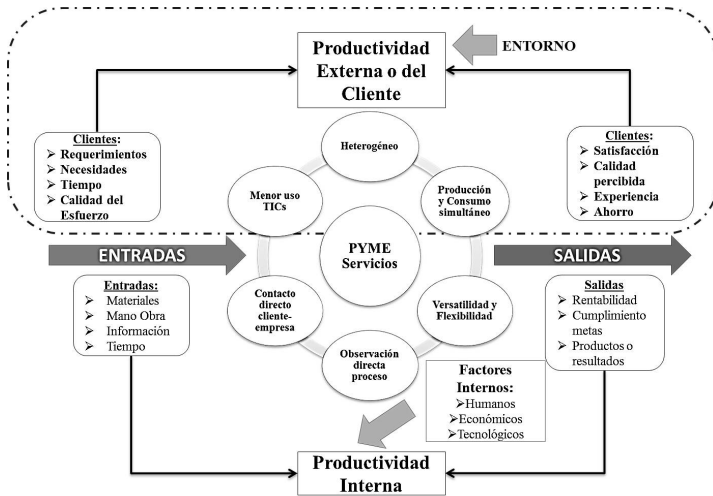 Productividad
Externa o del
Cliente
ENTORNO
Clientes:
➢ Requerimientos
➢ Necesidades
➢ Tiempo
➢ Calidad del
Esfuerzo
Clientes:
➢ Satisfacción
➢ Calidad
percibida
➢ Experiencia
➢ Ahorro
Heterogéneo
Menor uso
TICs
Producción
y Consumo
simultáneo
PYME
Servicios
ENTRADAS
SALIDAS
Entradas:
➢ Materiales
➢ Mano Obra
➢ Información
➢ Tiempo
Contacto
directo
cliente-
empresa
Versatilidad y
Flexibilidad
Observación
directa
proceso
Salidas
➢ Rentabilidad
➢ Cumplimiento
metas
➢ Productos o
resultados
Factores
Internos:
➢Humanos
➢Económicos
➢Tecnológicos
Productividad
Interna